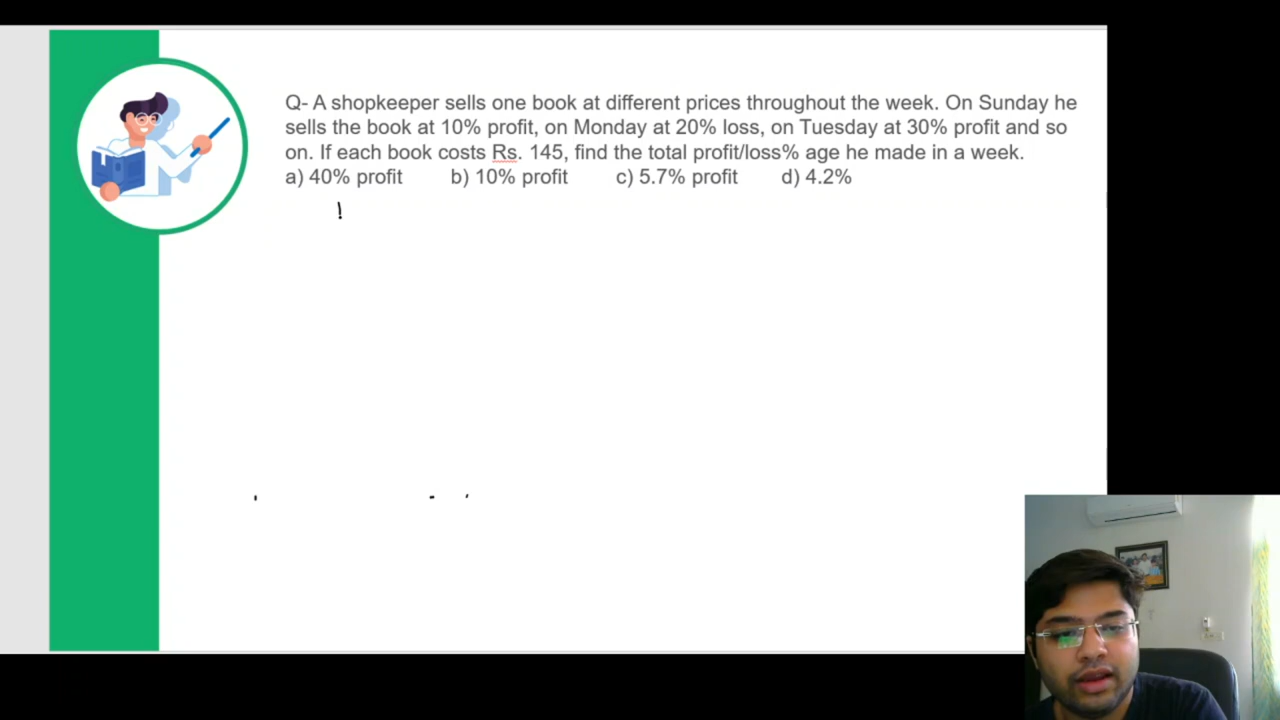 Q- A shopkeeper sells one book at different prices throughout the week. On Sunday he
sells the book at 10% profit, on Monday at 20% loss, on Tuesday at 30% profit and so
on. If each book costs Rs. 145, find the total profit/loss% age he made in a week.
a) 40% profit b) 10% profit c) 5.7% profit d) 4.2%